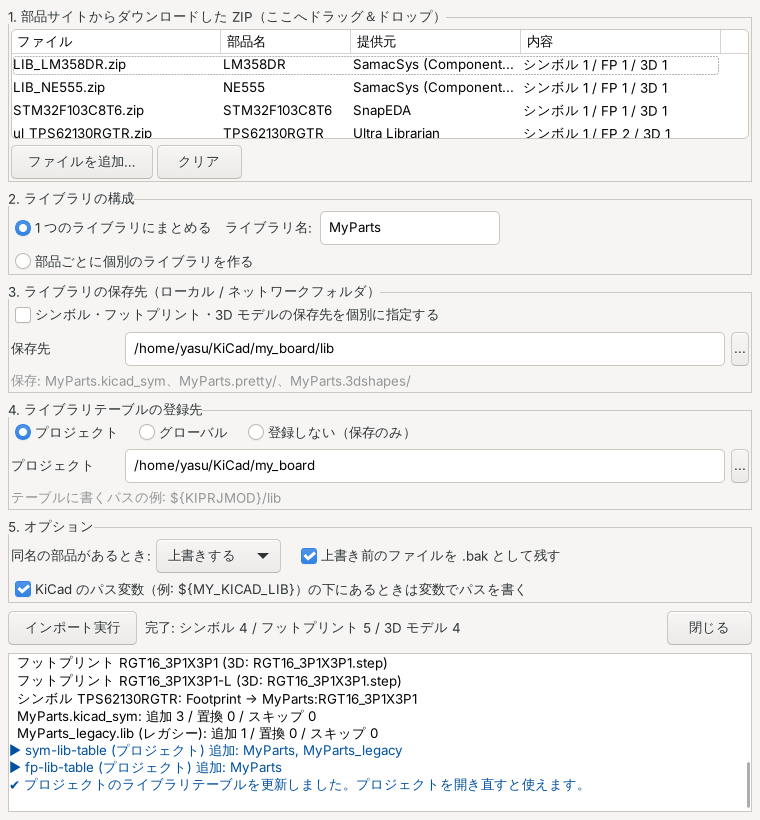 1. 部品サイトからダウンロードした ZIP（ここへドラッグ＆ドロップ）
ファイル 部品名 提供元 内容
LIB_LM358DR.zip LM358DR SamacSys (Component... シンボル 1 / FP 1 / 3D 1
LIB_NE555.zip NE555 SamacSys (Component... シンボル 1 / FP 1 / 3D 1
STM32F103C8T6.zip STM32F103C8T6 SnapEDA シンボル 1 / FP 1 / 3D 1
ul_TPS62130RGTR.zip TPS62130RGTR Ultra Librarian シンボル 1 / FP 2 / 3D 1
ファイルを追加... クリア
2. ライブラリの構成
1 つのライブラリにまとめる ライブラリ名: MyParts
部品ごとに個別のライブラリを作る
3. ライブラリの保存先（ローカル / ネットワークフォルダ）
シンボル・フットプリント・3D モデルの保存先を個別に指定する
保存先 /home/yasu/KiCad/my_board/lib ...
保存: MyParts.kicad_sym、MyParts.pretty/、MyParts.3dshapes/
4. ライブラリテーブルの登録先
プロジェクト グローバル 登録しない（保存のみ）
プロジェクト /home/yasu/KiCad/my_board ...
テーブルに書くパスの例: ${KIPRJMOD}/lib
5. オプション
同名の部品があるとき: 上書きする 上書き前のファイルを .bak として残す
KiCad のパス変数（例: ${MY_KICAD_LIB}）の下にあるときは変数でパスを書く
インポート実行 完了: シンボル 4 / フットプリント 5 / 3D モデル 4 閉じる
フットプリント RGT16_3P1X3P1 (3D: RGT16_3P1X3P1.step)
フットプリント RGT16_3P1X3P1-L (3D: RGT16_3P1X3P1.step)
シンボル TPS62130RGTR: Footprint → MyParts:RGT16_3P1X3P1
MyParts.kicad_sym: 追加 3 / 置換 0 / スキップ 0
MyParts_legacy.lib (レガシー): 追加 1 / 置換 0 / スキップ 0
▶ sym-lib-table (プロジェクト) 追加: MyParts, MyParts_legacy
▶ fp-lib-table (プロジェクト) 追加: MyParts
✔ プロジェクトのライブラリテーブルを更新しました。プロジェクトを開き直すと使えます。